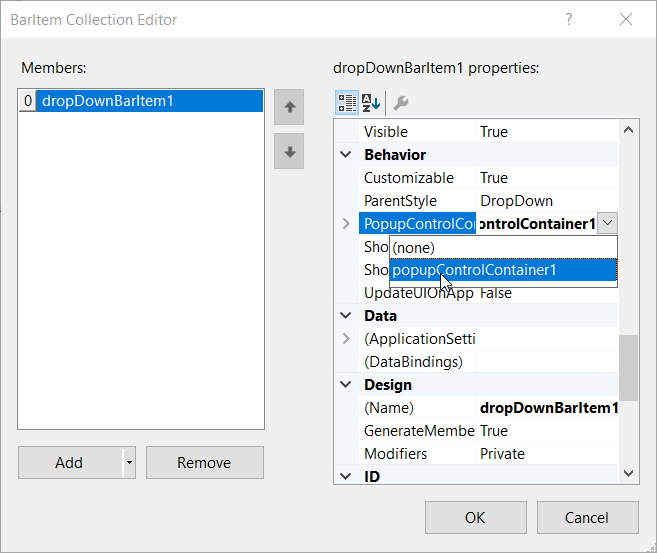 BarItem Collection Editor
?
Members:
dropDownBarItem1 properties:
0 dropDownBarItem1
A
Z
Visible True
Behavior
Customizable True
ParentStyle DropDown
PopupControlCon ontrolContainer1
Sho (none)
Sho popupControlContainer1
UpdateUIOnApp False
Data
(ApplicationSetti
(DataBindings)
Design
(Name) dropDownBarItem1
GenerateMembe True
Modifiers Private
ID
Add Remove
OK Cancel